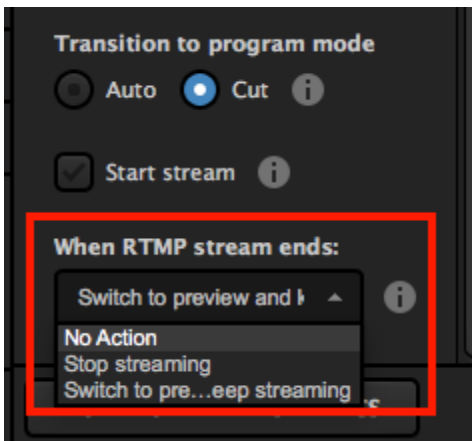 Transition to program mode
Auto Cut i
Start stream i
When RTMP stream ends:
Switch to preview and k i
No Action
Stop streaming
Switch to pre...eep streaming